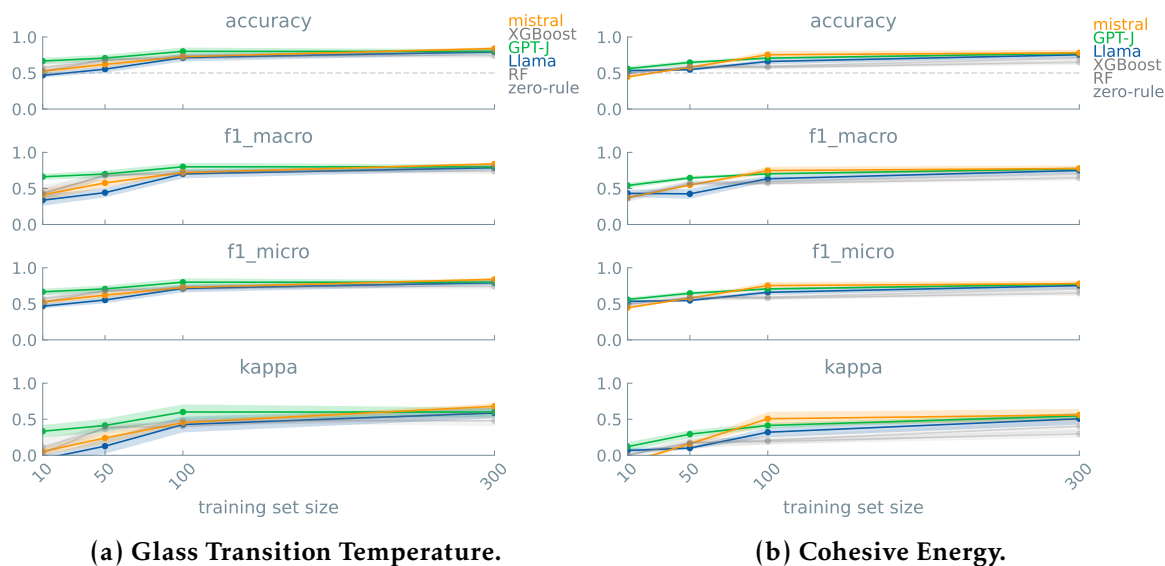 accuracy
1.0
0.5
0.0
mistral
XGBoost
GPT-J
Llama
RF
zero-rule
f1_macro
1.0
0.5
0.0
f1_micro
1.0
0.5
0.0
kappa
1.0
0.5
0.0
10
50
100
300
training set size
(a) Glass Transition Temperature.
accuracy
1.0
0.5
0.0
mistral
GPT-J
Llama
XGBoost
RF
zero-rule
f1_macro
1.0
0.5
0.0
f1_micro
1.0
0.5
0.0
kappa
1.0
0.5
0.0
10
50
100
300
training set size
(b) Cohesive Energy.